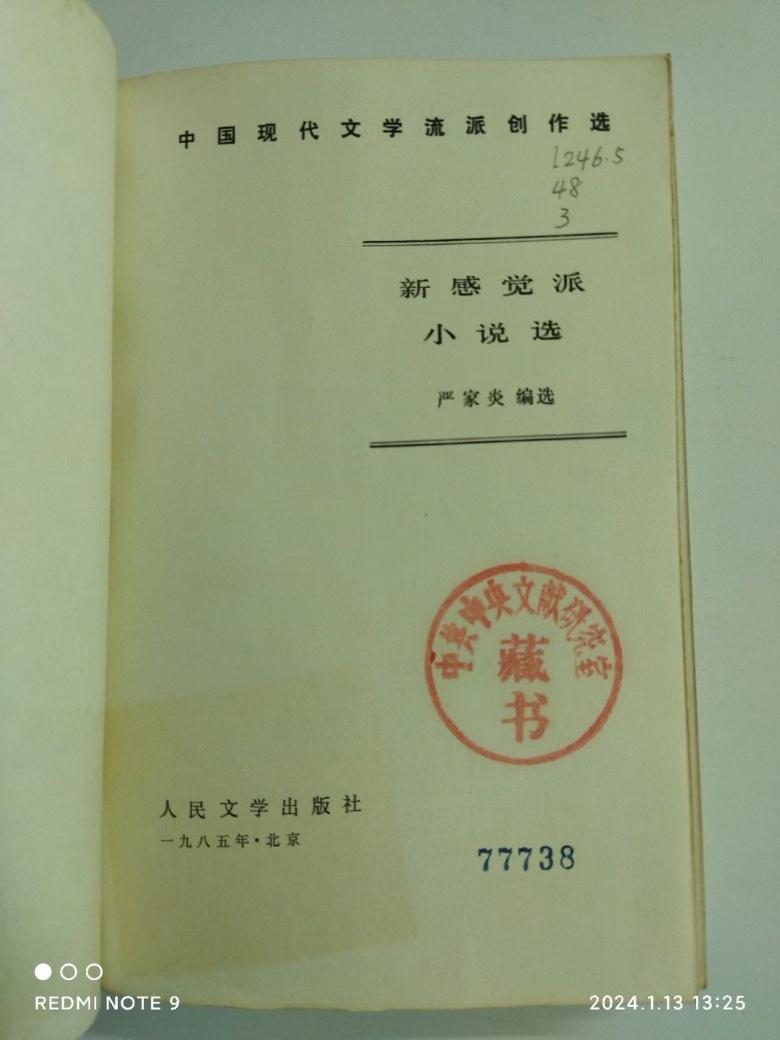 中国现代文学流派创作选
I246.5
48
3
新感觉派
小说选
严家炎 编选
中共中央文献研究室
藏
书
人民文学出版社
一九八五年·北京
77738
REDMI NOTE 9
2024.1.13 13:25